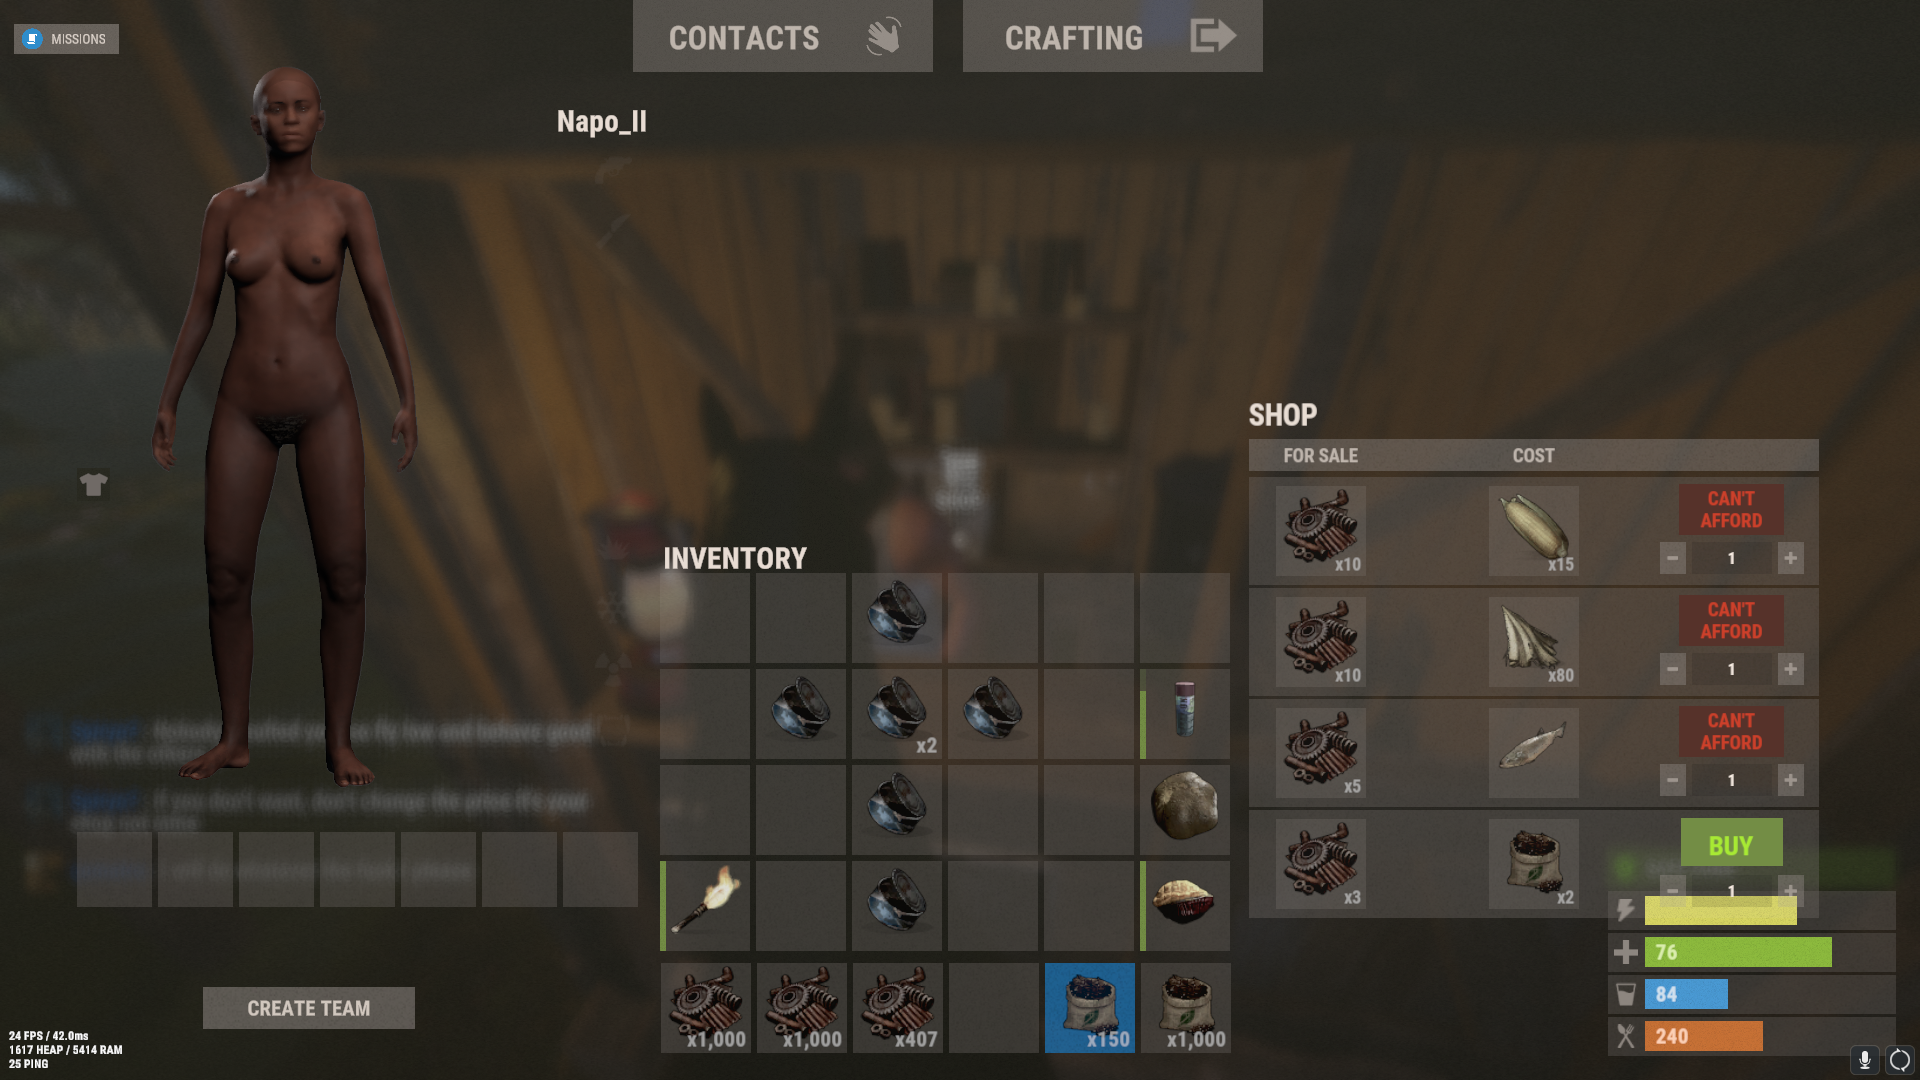 MISSIONS
CONTACTS
CRAFTING
Napo_II
SHOP
FOR SALE COST
x10 x15 CAN'T AFFORD
- 1 +
x10 x80 CAN'T AFFORD
- 1 +
x5 CAN'T AFFORD
- 1 +
x3 x2 BUY
- 1 +
INVENTORY
x2
x1,000 x1,000 x407 x150 x1,000
76
84
240
CREATE TEAM
24 FPS / 42.0ms
1617 HEAP / 5414 RAM
25 PING